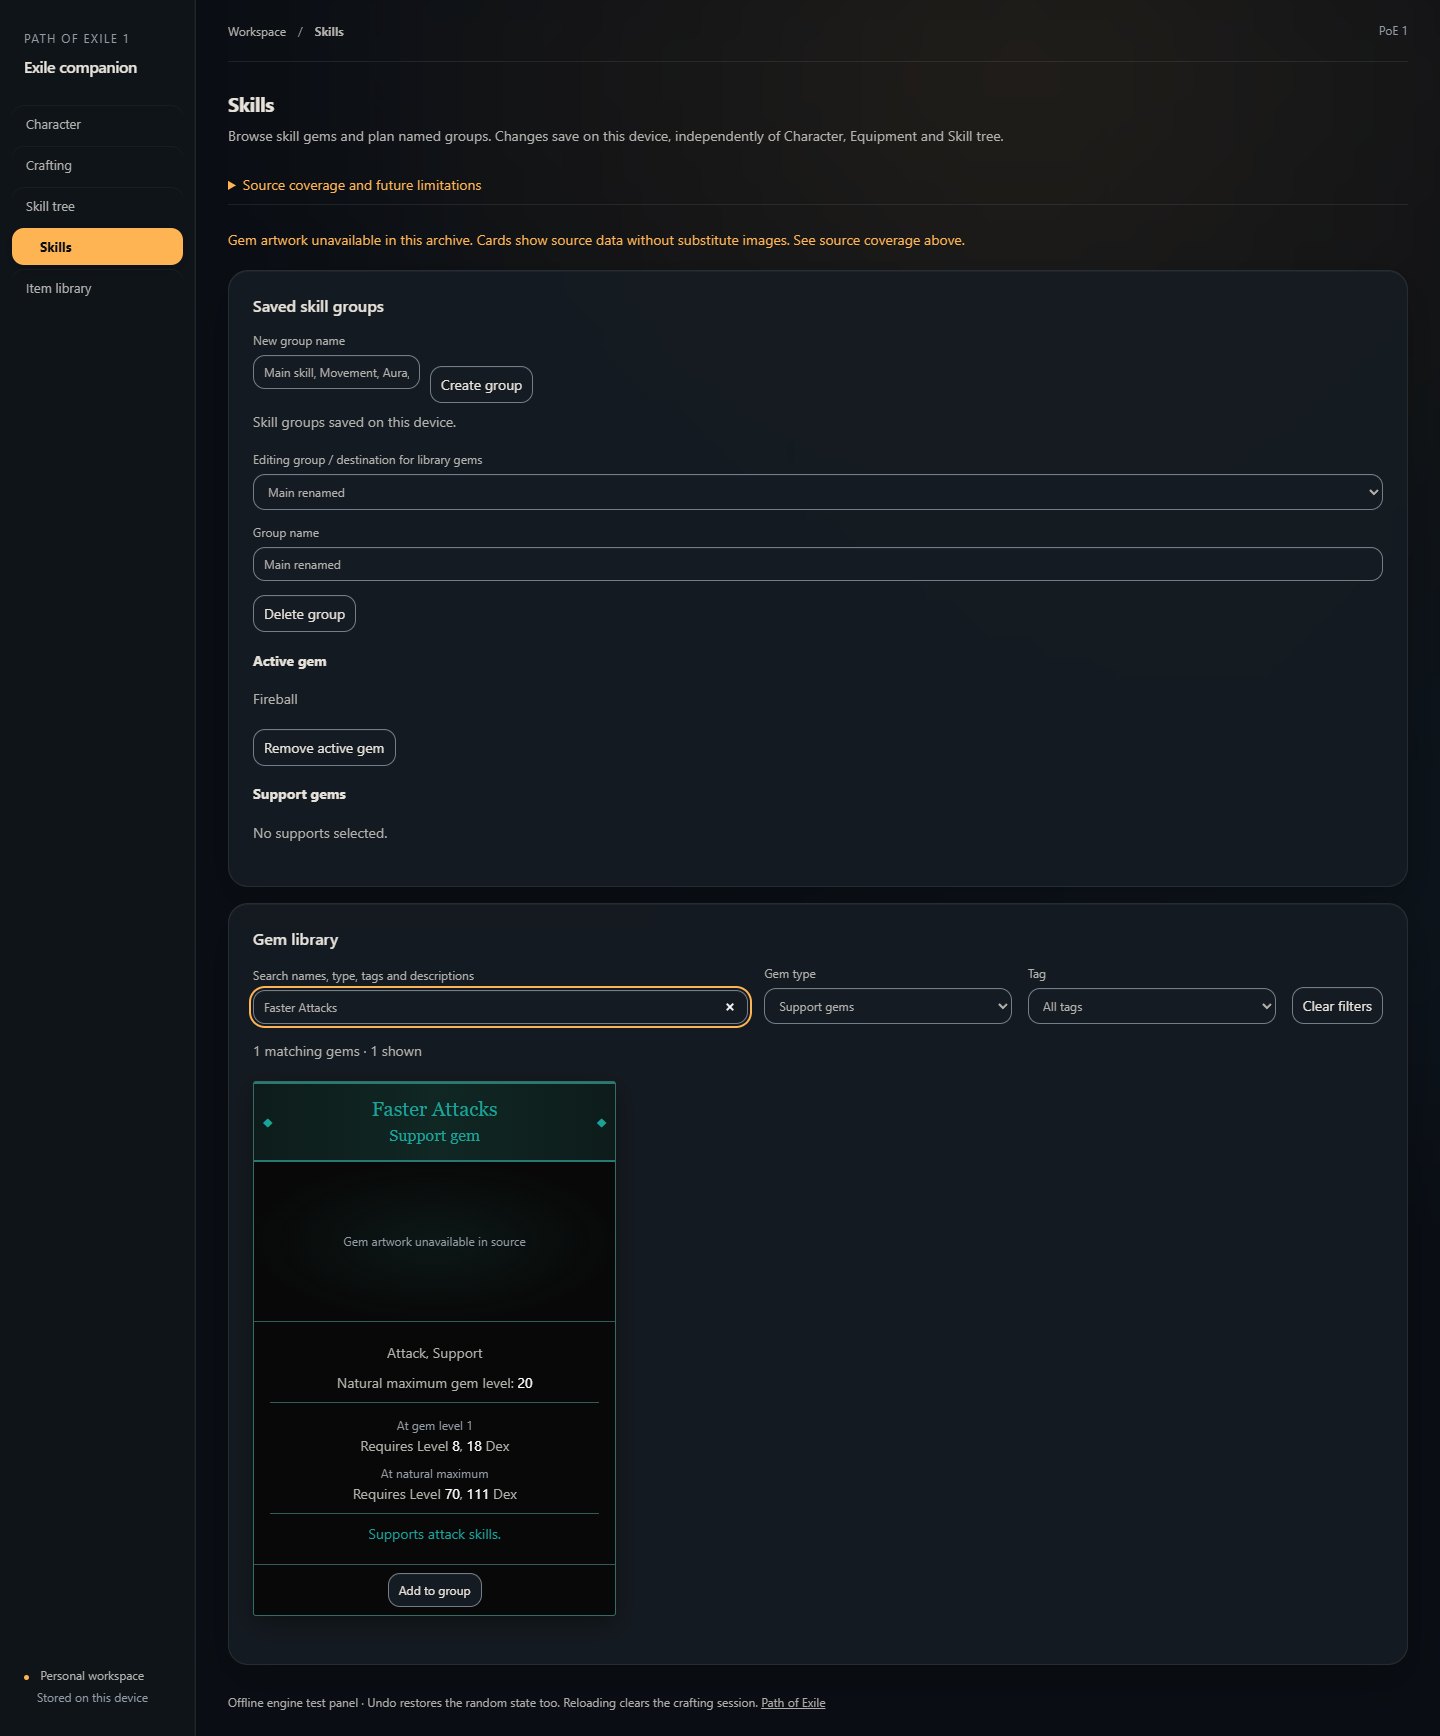 PATH OF EXILE 1
Exile companion
Character
Crafting
Skill tree
Skills
Item library
Personal workspace
Stored on this device
Workspace / Skills
PoE 1
Skills
Browse skill gems and plan named groups. Changes save on this device, independently of Character, Equipment and Skill tree.
Source coverage and future limitations
Gem artwork unavailable in this archive. Cards show source data without substitute images. See source coverage above.
Saved skill groups
New group name
Main skill, Movement, Aura,
Create group
Skill groups saved on this device.
Editing group / destination for library gems
Main renamed
Group name
Main renamed
Delete group
Active gem
Fireball
Remove active gem
Support gems
No supports selected.
Gem library
Search names, type, tags and descriptions
Faster Attacks
Gem type
Support gems
Tag
All tags
Clear filters
1 matching gems · 1 shown
Faster Attacks
Support gem
Gem artwork unavailable in source
Attack, Support
Natural maximum gem level: 20
At gem level 1
Requires Level 8, 18 Dex
At natural maximum
Requires Level 70, 111 Dex
Supports attack skills.
Add to group
Offline engine test panel · Undo restores the random state too. Reloading clears the crafting session. Path of Exile